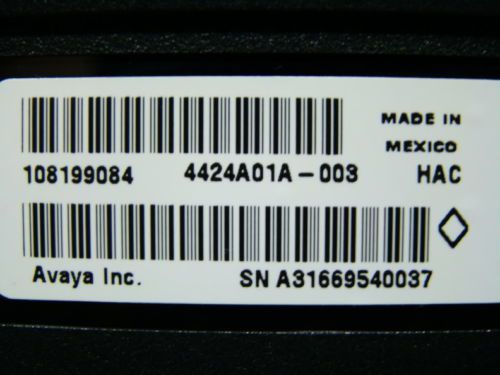 MADE IN
MEXICO
108199084 4424A01A-003 HAC
Avaya Inc. SN A31669540037